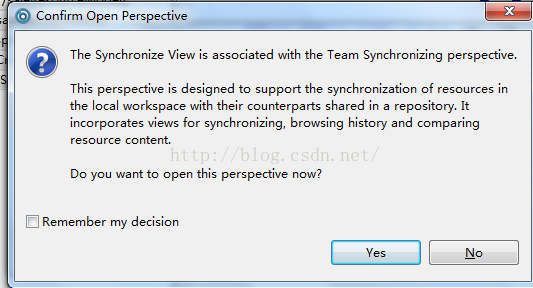 Confirm Open Perspective
The Synchronize View is associated with the Team Synchronizing perspective.
This perspective is designed to support the synchronization of resources in
the local workspace with their counterparts shared in a repository. It
incorporates views for synchronizing, browsing history and comparing
resource content.
http://blog.csdn.net/
Do you want to open this perspective now?
Remember my decision
Yes
No